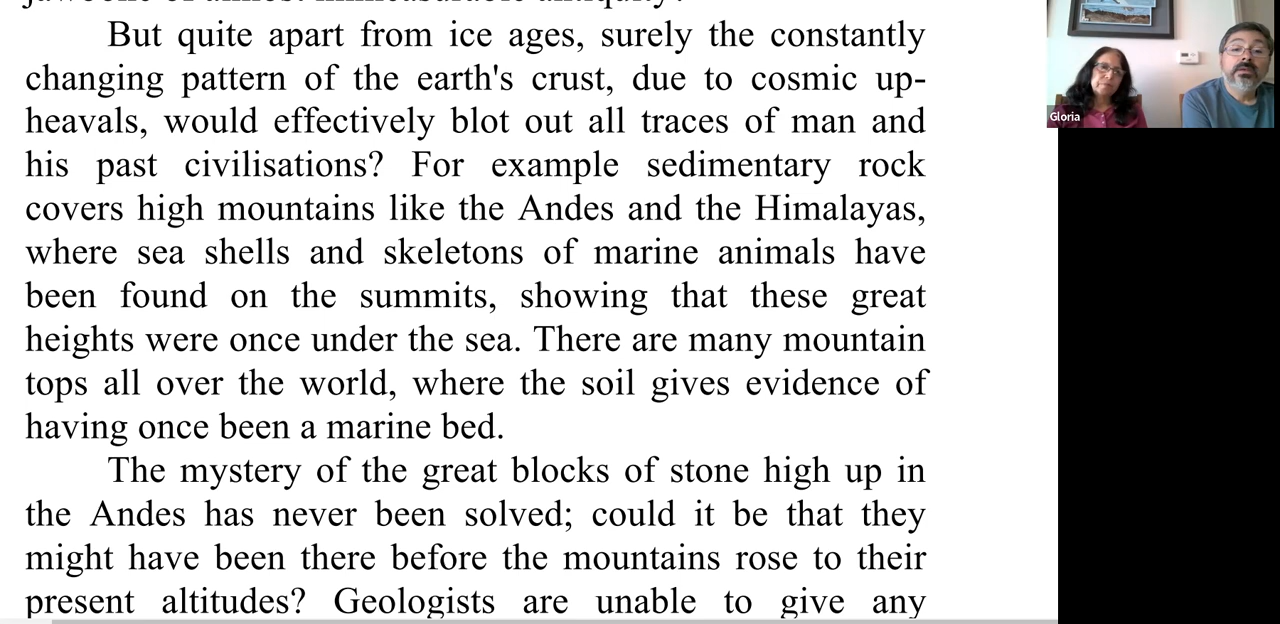 But quite apart from ice ages, surely the constantly
changing pattern of the earth's crust, due to cosmic up-
heavals, would effectively blot out all traces of man and
his past civilisations? For example sedimentary rock
covers high mountains like the Andes and the Himalayas,
where sea shells and skeletons of marine animals have
been found on the summits, showing that these great
heights were once under the sea. There are many mountain
tops all over the world, where the soil gives evidence of
having once been a marine bed.
The mystery of the great blocks of stone high up in
the Andes has never been solved; could it be that they
might have been there before the mountains rose to their
present altitudes? Geologists are unable to give any
Gloria